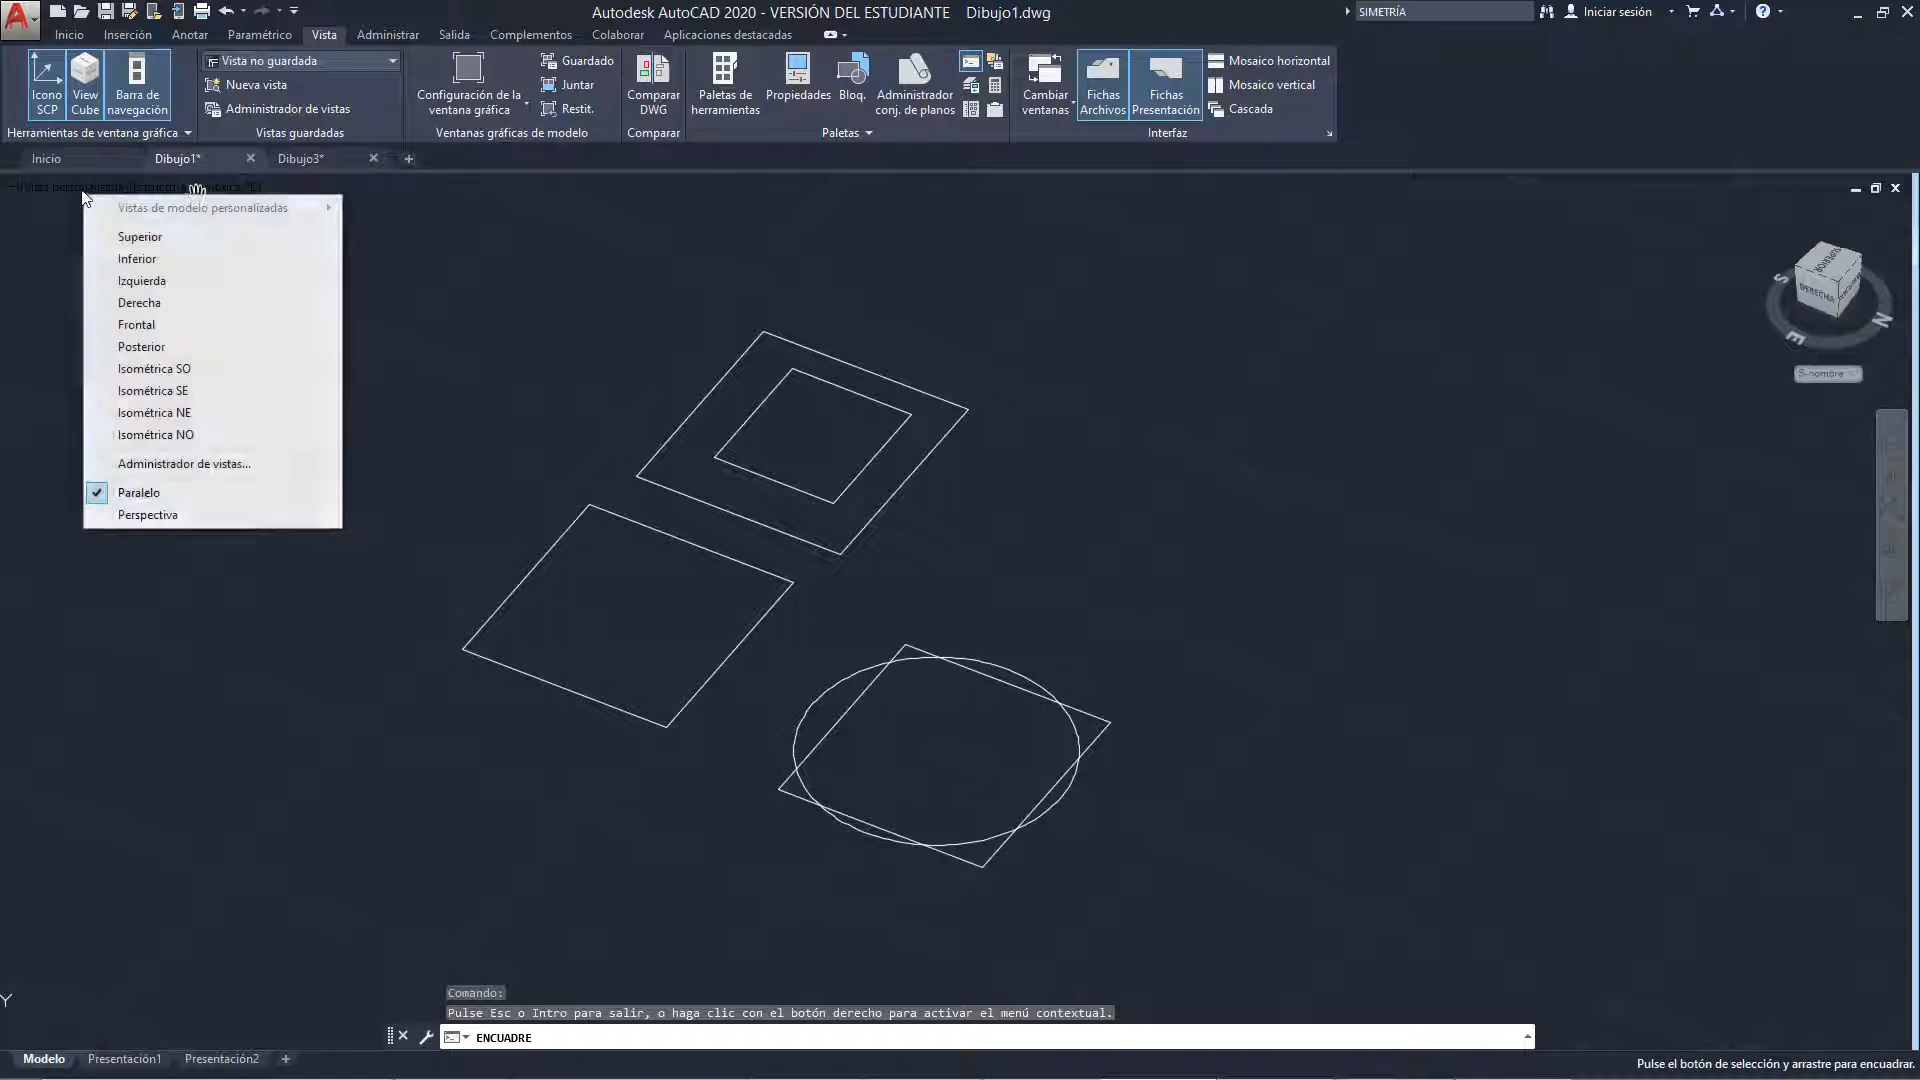 Autodesk AutoCAD 2020 - VERSIÓN DEL ESTUDIANTE Dibujo1.dwg
SIMETRÍA
Iniciar sesión
Inicio Inserción Anotar Paramétrico Vista Administrar Salida Complementos Colaborar Aplicaciones destacadas
Icono SCP
View Cube
Barra de navegación
Herramientas de ventana gráfica
Vista no guardada
Nueva vista
Administrador de vistas
Vistas guardadas
Configuración de la ventana gráfica
Guardado
Juntar
Restit.
Ventanas gráficas de modelo
Comparar DWG
Comparar
Paletas de herramientas
Propiedades
Bloq.
Administrador conj. de planos
Paletas
Cambiar ventanas
Fichas Archivos
Fichas Presentación
Mosaico horizontal
Mosaico vertical
Cascada
Interfaz
Inicio Dibujo1* Dibujo3*
Vistas de modelo personalizadas
Superior
Inferior
Izquierda
Derecha
Frontal
Posterior
Isométrica SO
Isométrica SE
Isométrica NE
Isométrica NO
Administrador de vistas...
Paralelo
Perspectiva
SUPERIOR
DERECHA
S
N
E
S-nombre
Y
Comando:
Pulse Esc o Intro para salir, o haga clic con el botón derecho para activar el menú contextual.
ENCUADRE
Modelo Presentación1 Presentación2 +
Pulse el botón de selección y arrastre para encuadrar.